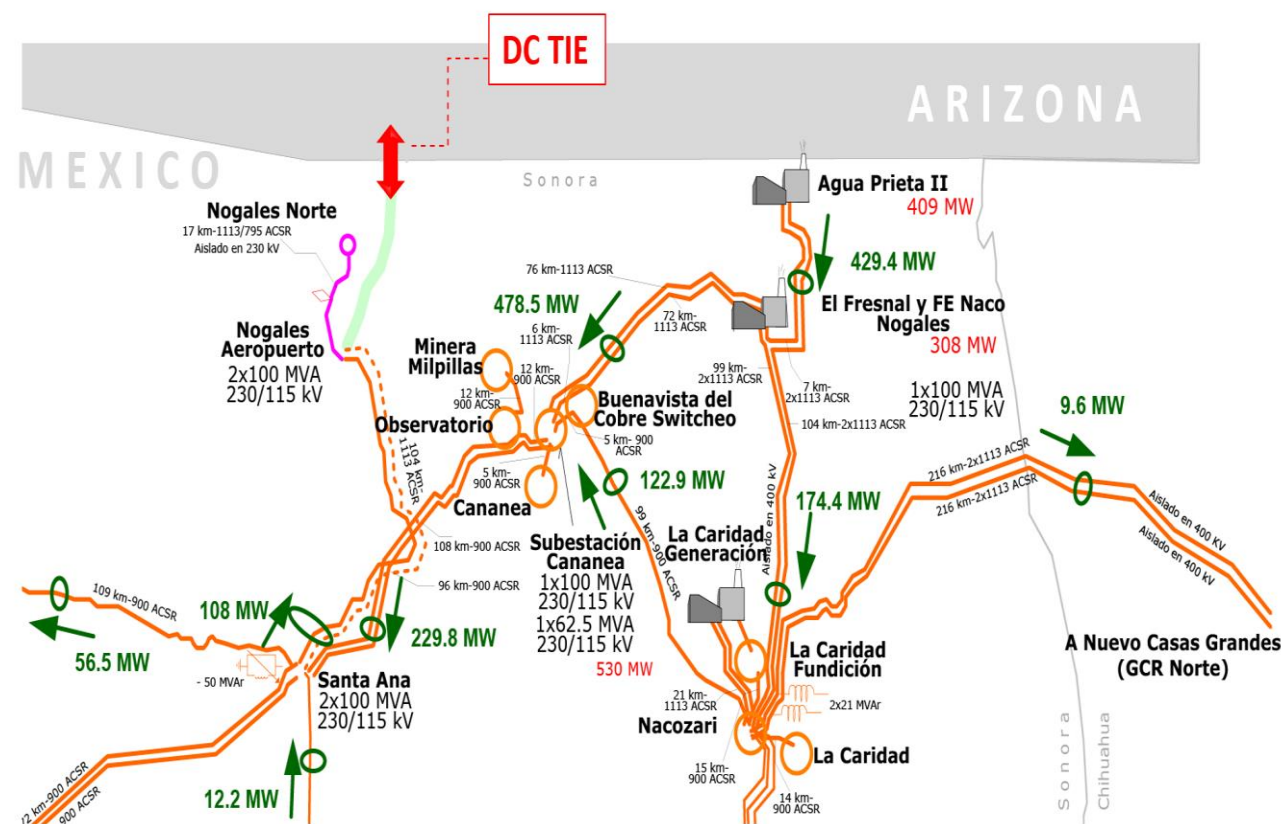 DC TIE
ARIZONA
MEXICO
Sonora
Agua Prieta II
409 MW
Nogales Norte
17 km-1113/795 ACSR
Aislado en 230 kV
429.4 MW
76 km-1113 ACSR
478.5 MW
72 km-
1113 ACSR
El Fresnal y FE Naco
Nogales
308 MW
6 km-
1113 ACSR
Nogales
Aeropuerto
2x100 MVA
230/115 kV
Minera
Milpillas
12 km-
900 ACSR
12 km-
900 ACSR
99 km-
2x1113 ACSR
7 km-
2x1113 ACSR
1x100 MVA
230/115 kV
Buenavista del
Cobre Switcheo
9.6 MW
Observatorio
104 km-2x1113 ACSR
5 km- 900
ACSR
104 km-
1113 ACSR
5 km-
900 ACSR
216 km-2x1113 ACSR
216 km-2x1113 ACSR
122.9 MW
Cananea
174.4 MW
Aislado en 400 kV
Aislado en 400 KV
Aislado en 400 kV
99 km-900 ACSR
La Caridad
Generación
108 km-900 ACSR
Subestación
Cananea
1x100 MVA
230/115 kV
1x62.5 MVA
230/115 kV
530 MW
96 km-900 ACSR
109 km-900 ACSR
108 MW
229.8 MW
56.5 MW
- 50 MVAr
Santa Ana
2x100 MVA
230/115 kV
A Nuevo Casas Grandes
(GCR Norte)
La Caridad
Fundición
21 km-
1113 ACSR
2x21 MVAr
Nacozari
La Caridad
15 km-
900 ACSR
14 km-
900 ACSR
12.2 MW
km-900 ACSR
900 ACSR
Sonora
Chihuahua